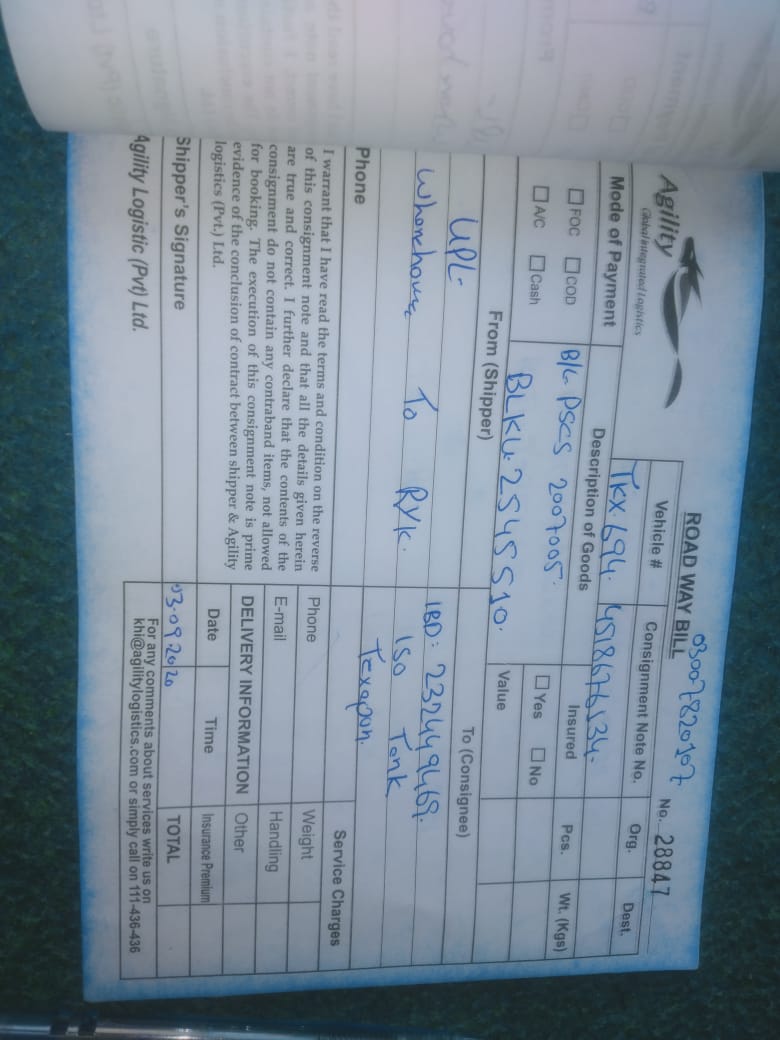 Agility
Global Integrated Logistics
ROAD WAY BILL
03007820107
No. 28847
Vehicle #
TKX-694.
Consignment Note No.
4518676134.
Org.
Dest.
Mode of Payment
FOC COD
A/C Cash
Description of Goods
B/L PSCS 2007005.
BLKU.2545510.
Insured
Yes No
Value
Pcs.
Wt. (Kgs)
From (Shipper)
UPL-
To RYK.
Phone
To (Consignee)
IBD: 232449469.
ISO Tank
Texapon.
Phone
E-mail
DELIVERY INFORMATION
Date
Time
03.09.2020
Service Charges
Weight
Handling
Other
Insurance Premium
TOTAL
I warrant that I have read the terms and condition on the reverse
of this consignment note and that all the details given herein
are true and correct. I further declare that the contents of the
consignment do not contain any contraband items, not allowed
for booking. The execution of this consignment note is prime
evidence of the conclusion of contract between shipper & Agility
logistics (Pvt.) Ltd.
Shipper's Signature
Agility Logistic (Pvt) Ltd.
For any comments about services write us on
khi@agilitylogistics.com or simply call on 111-436-436